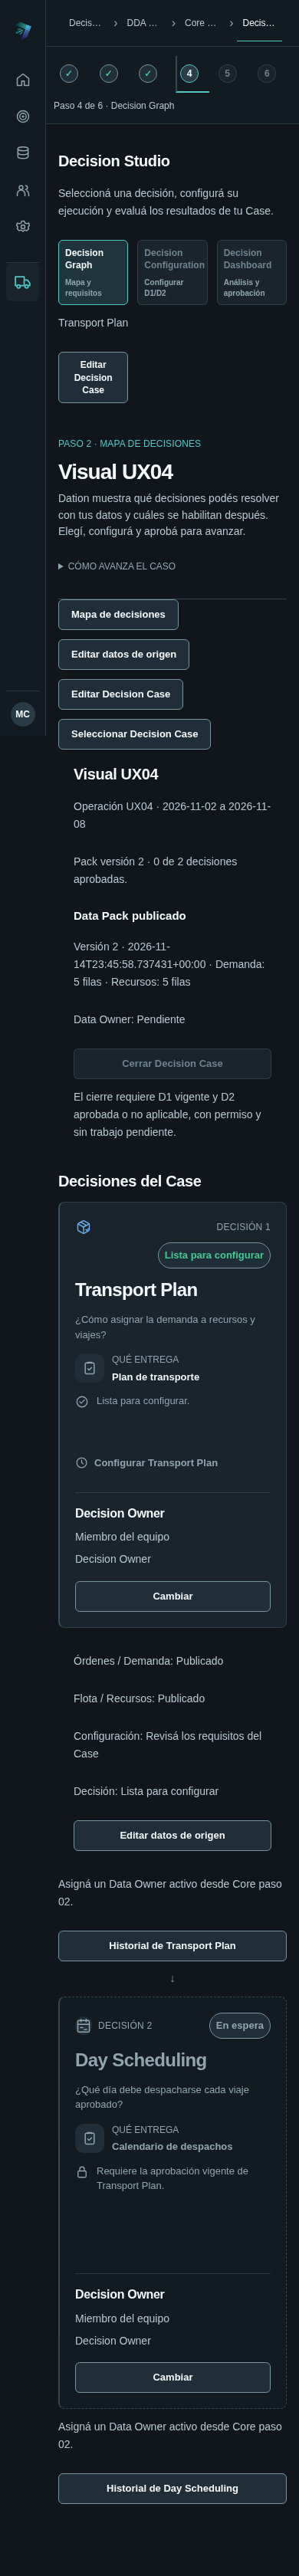 Decis…
DDA …
Core …
Decis…
4
5
6
Paso 4 de 6 · Decision Graph
Decision Studio
Seleccioná una decisión, configurá su
ejecución y evaluá los resultados de tu Case.
Decision
Graph
Mapa y
requisitos
Decision
Configuration
Configurar
D1/D2
Decision
Dashboard
Análisis y
aprobación
Transport Plan
Editar
Decision
Case
PASO 2 · MAPA DE DECISIONES
Visual UX04
Dation muestra qué decisiones podés resolver
con tus datos y cuáles se habilitan después.
Elegí, configurá y aprobá para avanzar.
CÓMO AVANZA EL CASO
Mapa de decisiones
Editar datos de origen
Editar Decision Case
Seleccionar Decision Case
MC
Visual UX04
Operación UX04 · 2026-11-02 a 2026-11-
08
Pack versión 2 · 0 de 2 decisiones
aprobadas.
Data Pack publicado
Versión 2 · 2026-11-
14T23:45:58.737431+00:00 · Demanda:
5 filas · Recursos: 5 filas
Data Owner: Pendiente
Cerrar Decision Case
El cierre requiere D1 vigente y D2
aprobada o no aplicable, con permiso y
sin trabajo pendiente.
Decisiones del Case
DECISIÓN 1
Lista para configurar
Transport Plan
¿Cómo asignar la demanda a recursos y
viajes?
QUÉ ENTREGA
Plan de transporte
Lista para configurar.
Configurar Transport Plan
Decision Owner
Miembro del equipo
Decision Owner
Cambiar
Órdenes / Demanda: Publicado
Flota / Recursos: Publicado
Configuración: Revisá los requisitos del
Case
Decisión: Lista para configurar
Editar datos de origen
Asigná un Data Owner activo desde Core paso
02.
Historial de Transport Plan
↓
DECISIÓN 2
En espera
Day Scheduling
¿Qué día debe despacharse cada viaje
aprobado?
QUÉ ENTREGA
Calendario de despachos
Requiere la aprobación vigente de
Transport Plan.
Decision Owner
Miembro del equipo
Decision Owner
Cambiar
Asigná un Data Owner activo desde Core paso
02.
Historial de Day Scheduling